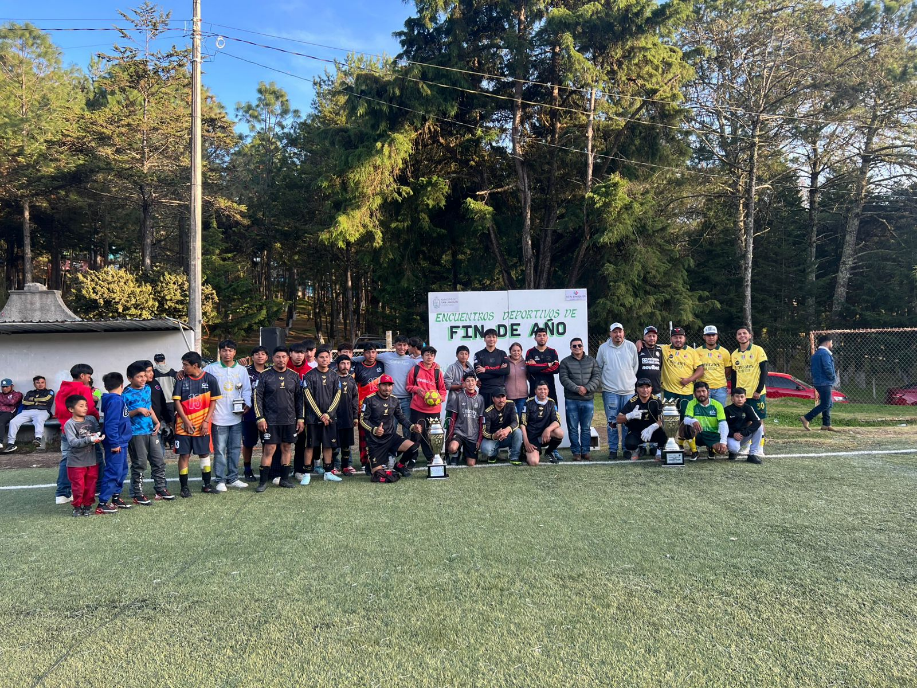 ENCUENTROS DEPORTIVOS DE
FIN DE AÑO